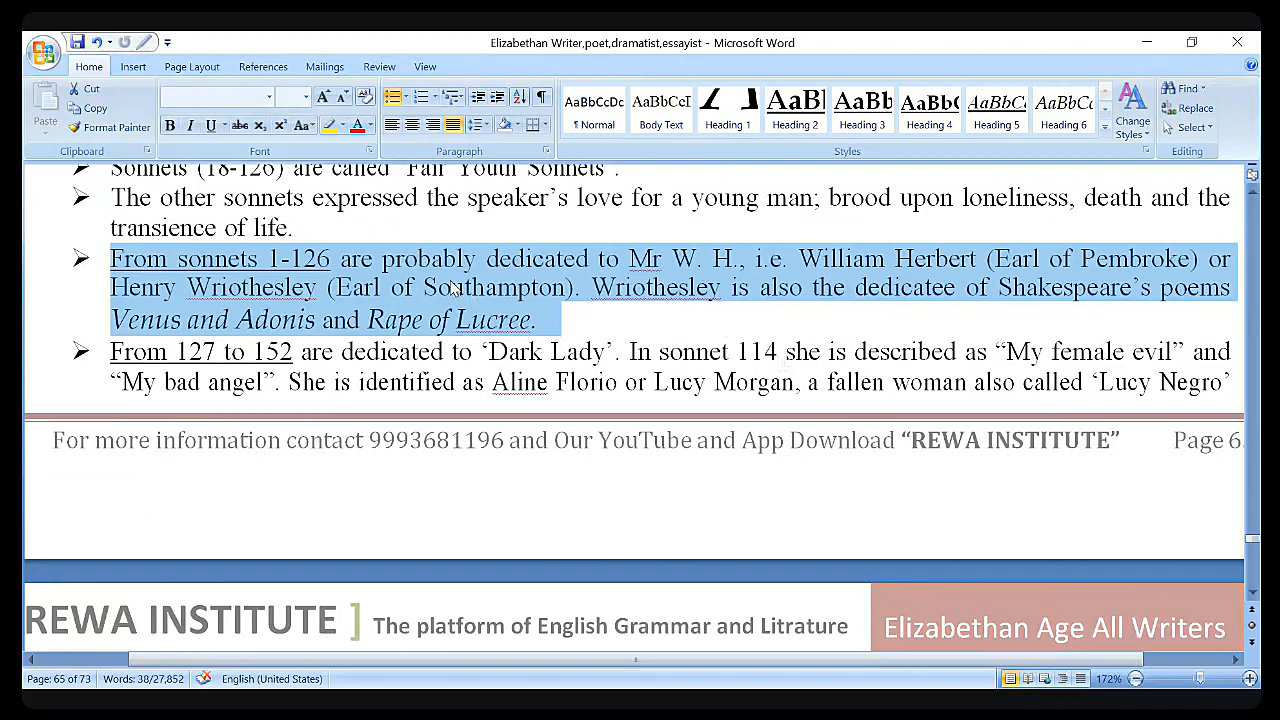 Elizabethan Writer,poet,dramatist,essayist - Microsoft Word
Home Insert Page Layout References Mailings Review View
Cut
Copy
Format Painter
Paste
Clipboard
B I U abc x₂ x² Aa
Font
Paragraph
AaBbCcDc AaBbCcI AaB AaBb AaBbC AaBbC AaBbCc
¶ Normal Body Text Heading 1 Heading 2 Heading 3 Heading 4 Heading 5 Heading 6
Styles
Change Styles
Find
Replace
Select
Editing
Sonnets (18-126) are called "Fair Youth Sonnets".
The other sonnets expressed the speaker's love for a young man; brood upon loneliness, death and the
transience of life.
From sonnets 1-126 are probably dedicated to Mr W. H., i.e. William Herbert (Earl of Pembroke) or
Henry Wriothesley (Earl of Southampton). Wriothesley is also the dedicatee of Shakespeare's poems
Venus and Adonis and Rape of Lucree.
From 127 to 152 are dedicated to 'Dark Lady'. In sonnet 114 she is described as "My female evil" and
"My bad angel". She is identified as Aline Florio or Lucy Morgan, a fallen woman also called 'Lucy Negro'
For more information contact 9993681196 and Our YouTube and App Download "REWA INSTITUTE" Page 6
REWA INSTITUTE ] The platform of English Grammar and Litrature
Elizabethan Age All Writers
Page: 65 of 73 Words: 38/27,852 English (United States) 172%